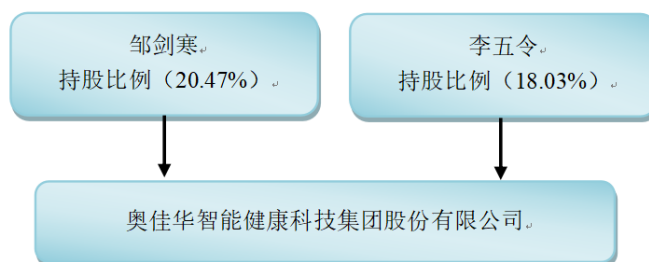 邹剑寒
持股比例（20.47%）
李五令
持股比例（18.03%）
奥佳华智能健康科技集团股份有限公司